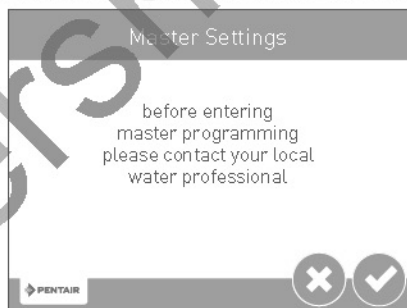 Master Settings
before entering
master programming
please contact your local
water professional
PENTAIR